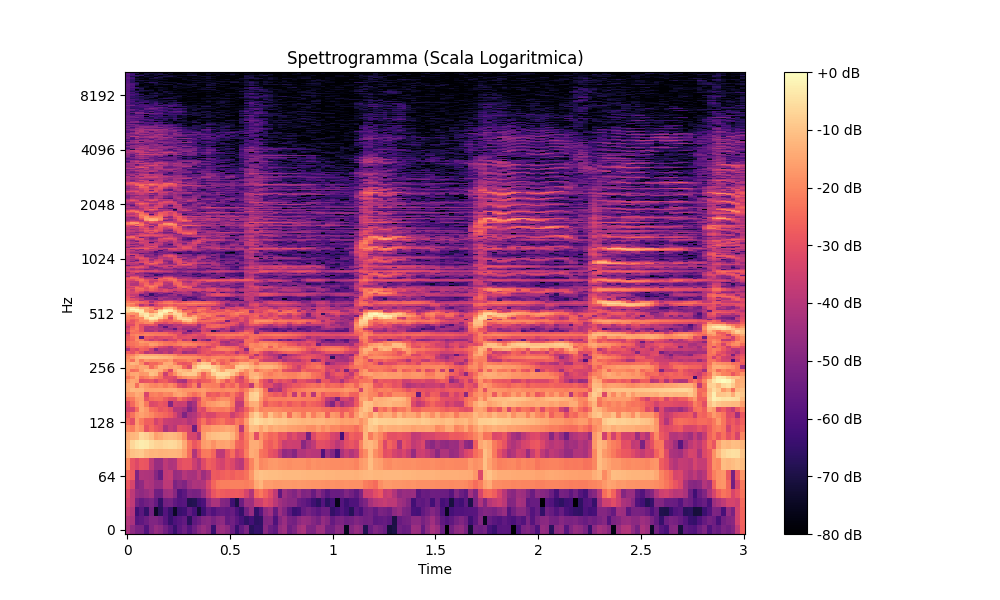 Spettrogramma (Scala Logaritmica)
8192
4096
2048
1024
512
256
128
64
0
Hz
0
0.5
1
1.5
2
2.5
3
Time
+0 dB
-10 dB
-20 dB
-30 dB
-40 dB
-50 dB
-60 dB
-70 dB
-80 dB